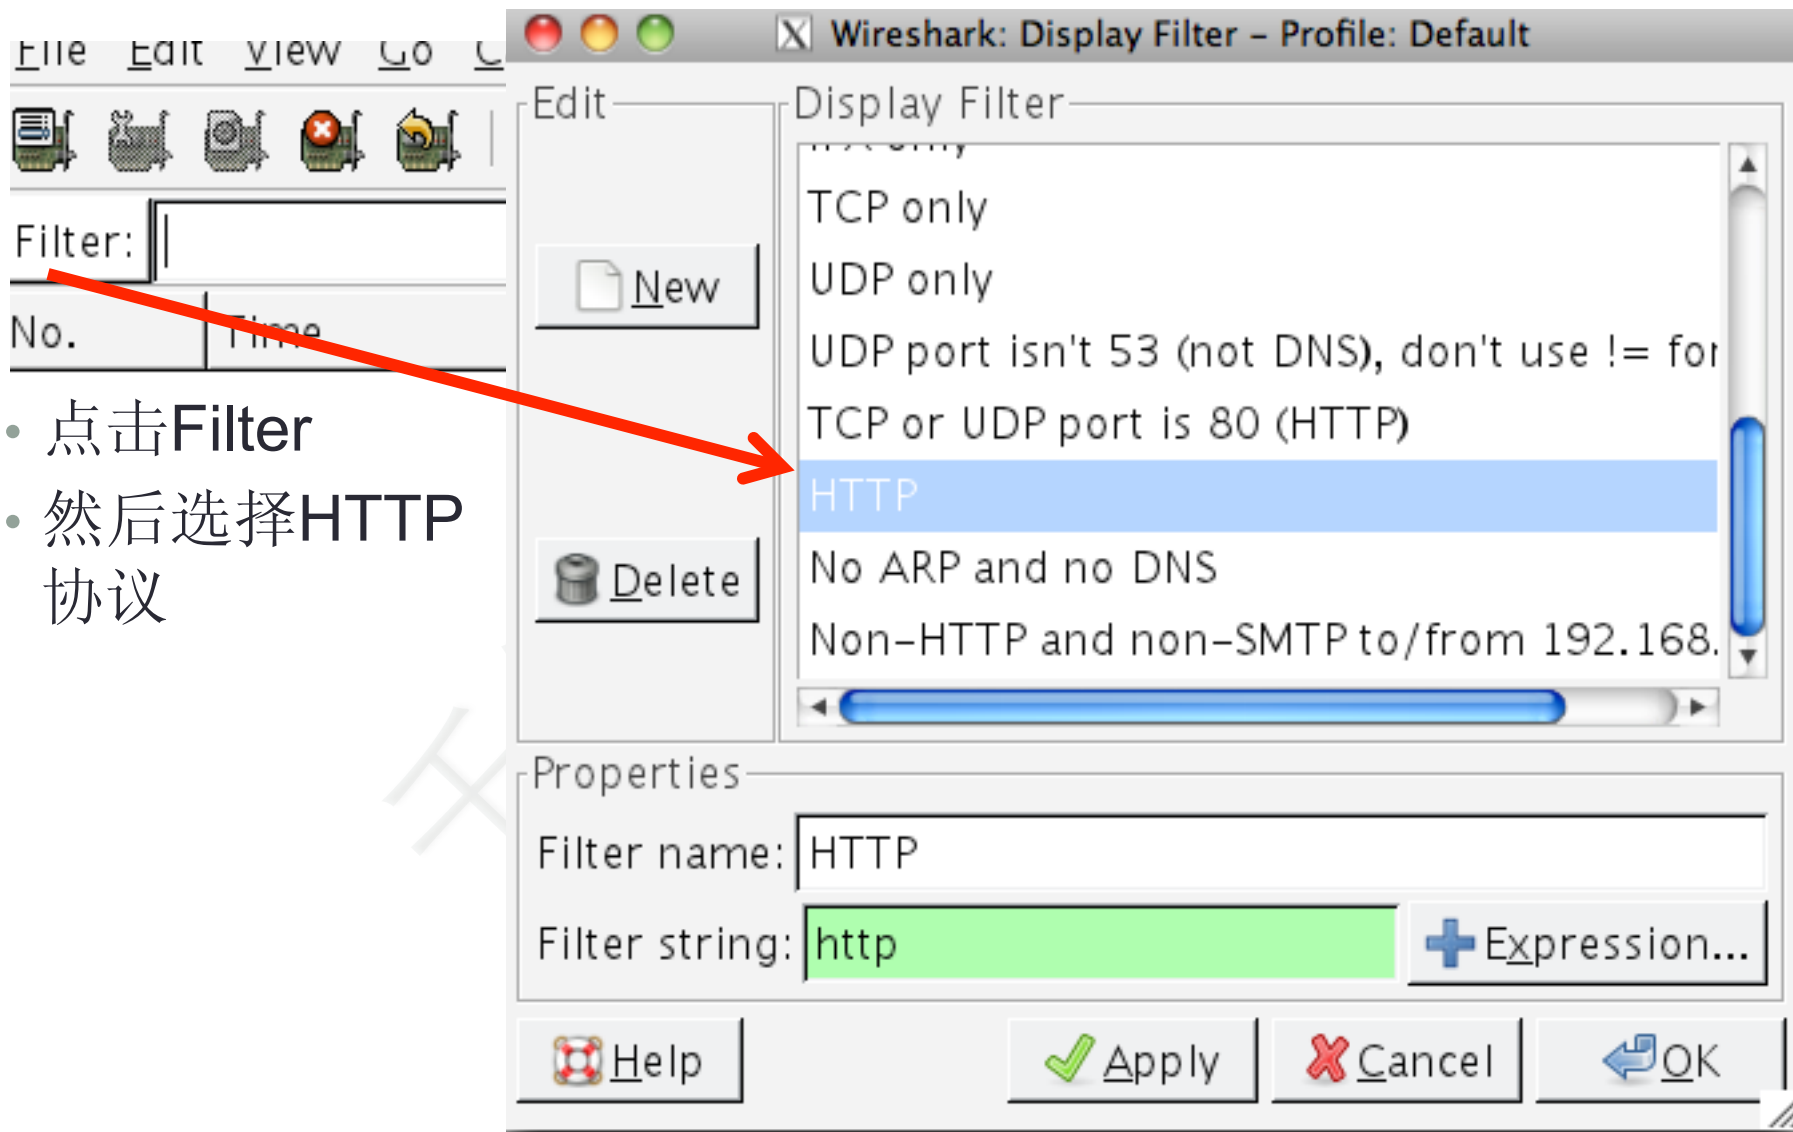 Wireshark: Display Filter – Profile: Default
File Edit View Go
Edit
Display Filter
only
TCP only
Filter:
UDP only
New
No. Time
UDP port isn't 53 (not DNS), don't use != for
TCP or UDP port is 80 (HTTP)
• 点击Filter
HTTP
• 然后选择HTTP
协议
No ARP and no DNS
Delete
Non-HTTP and non-SMTP to/from 192.168.
Properties
Filter name: HTTP
Filter string: http
Expression...
Help
Apply
Cancel
OK